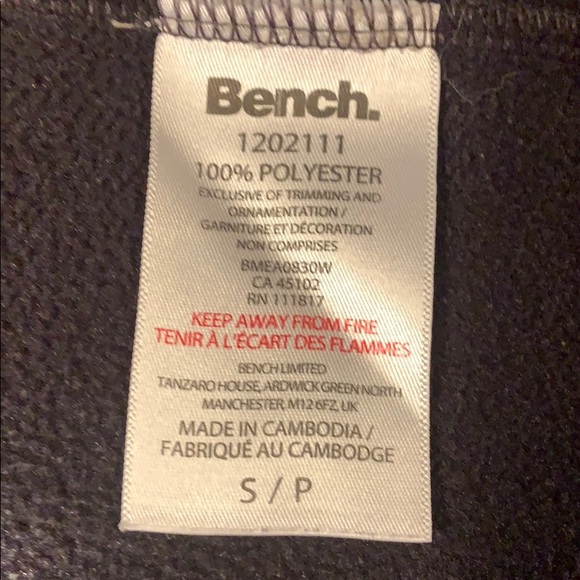 Bench.
1202111
100% POLYESTER
EXCLUSIVE OF TRIMMING AND
ORNAMENTATION /
GARNITURE ET DÉCORATION
NON COMPRISES
BMEA0830W
CA 45102
RN 111817
KEEP AWAY FROM FIRE
TENIR À L'ÉCART DES FLAMMES
BENCH LIMITED
TANZARO HOUSE, ARDWICK GREEN NORTH
MANCHESTER, M12 6FZ, UK
MADE IN CAMBODIA /
FABRIQUÉ AU CAMBODGE
S / P